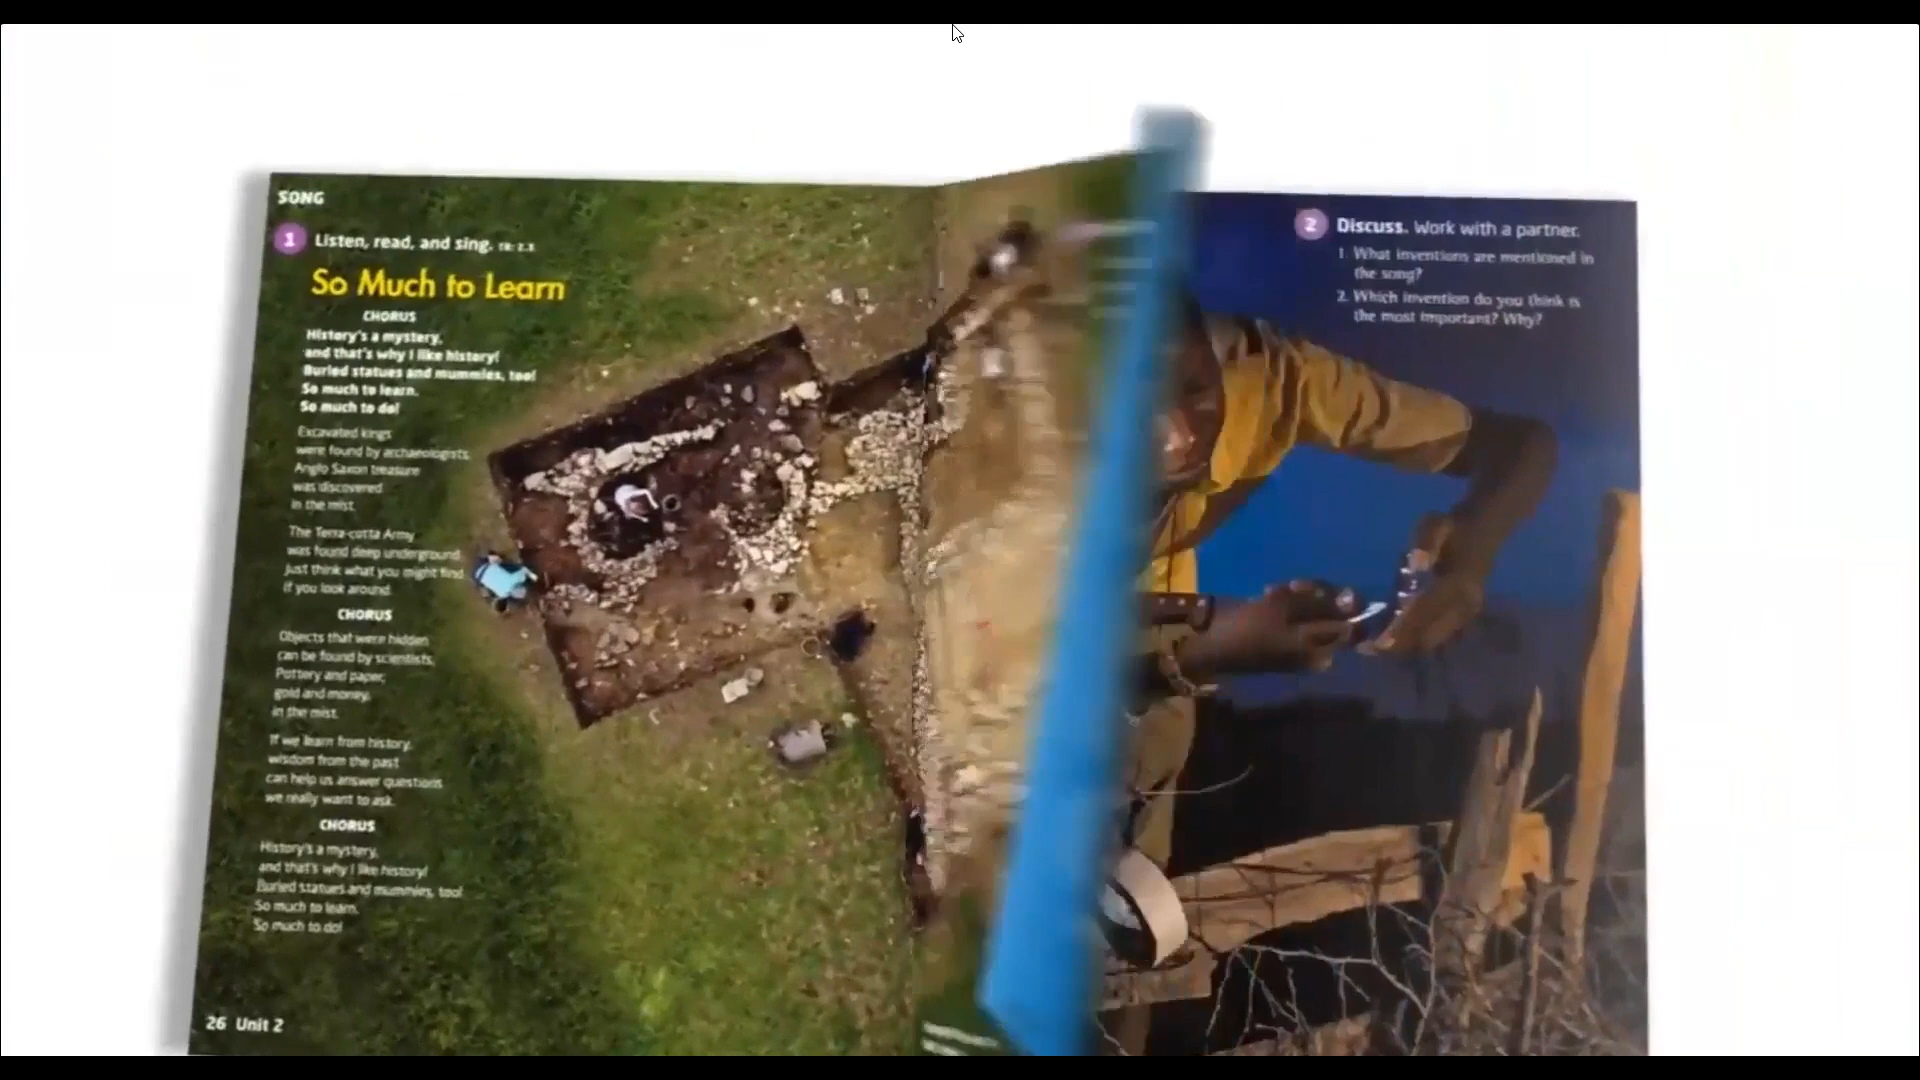 SONG
1 Listen, read, and sing. TR: 2.3
So Much to Learn
CHORUS
History's a mystery,
and that's why I like history!
Buried statues and mummies, too!
So much to learn.
So much to do!
Excavated kings
were found by archaeologists.
Anglo Saxon treasure
was discovered
in the mist.
The Terra-cotta Army
was found deep underground.
Just think what you might find
if you look around.
CHORUS
Objects that were hidden
can be found by scientists.
Pottery and paper,
gold and money,
in the mist.
If we learn from history,
wisdom from the past
can help us answer questions
we really want to ask.
CHORUS
History's a mystery,
and that's why I like history!
Buried statues and mummies, too!
So much to learn.
So much to do!
26 Unit 2
2 Discuss. Work with a partner.
1. What inventions are mentioned in
the song?
2. Which invention do you think is
the most important? Why?